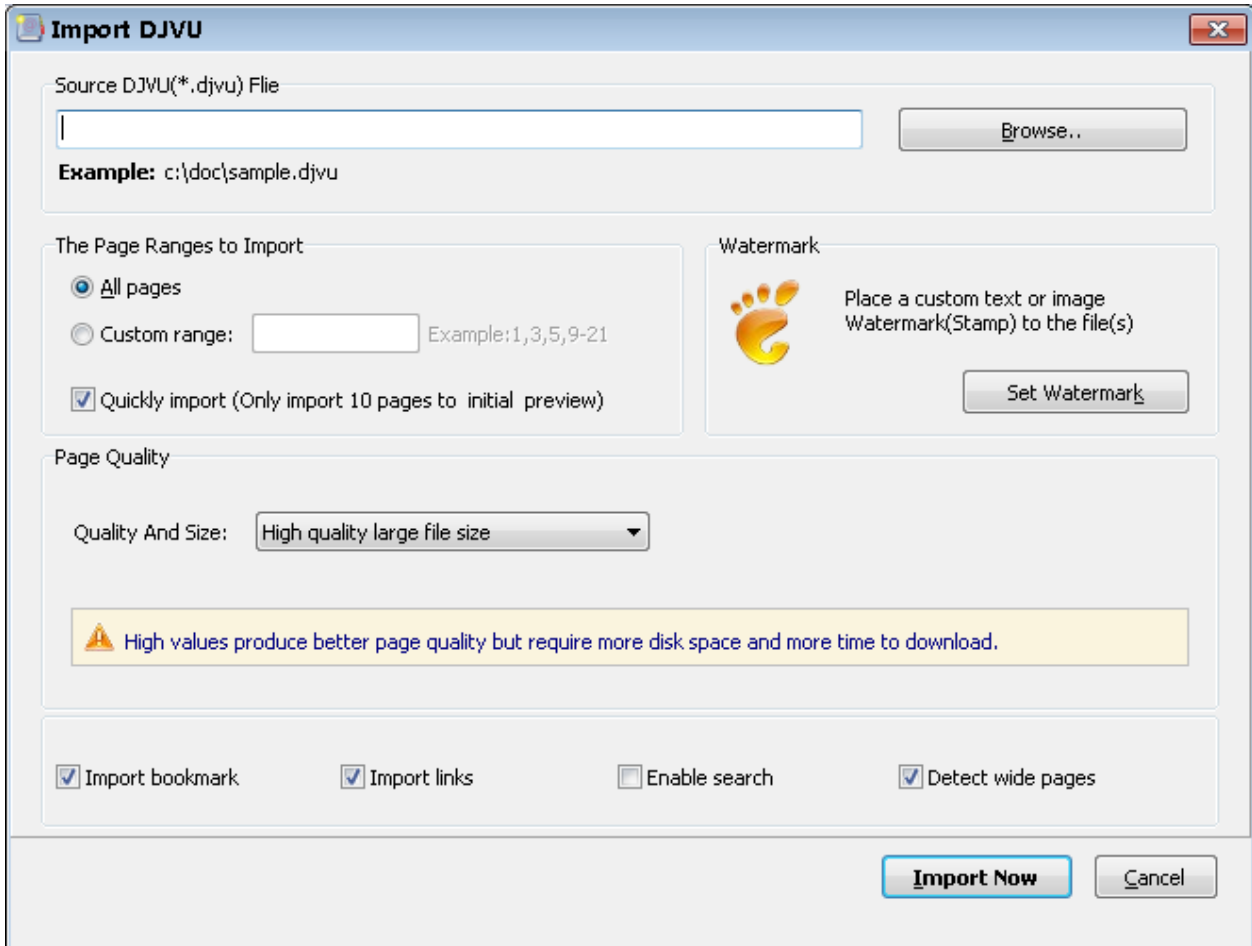 Import DJVU
Source DJVU(*.djvu) Flie
Browse..
Example: c:\doc\sample.djvu
The Page Ranges to Import
All pages
Custom range: Example:1,3,5,9-21
Quickly import (Only import 10 pages to  initial  preview)
Watermark
Place a custom text or image
Watermark(Stamp) to the file(s)
Set Watermark
Page Quality
Quality And Size: High quality large file size
High values produce better page quality but require more disk space and more time to download.
Import bookmark Import links Enable search Detect wide pages
Import Now Cancel